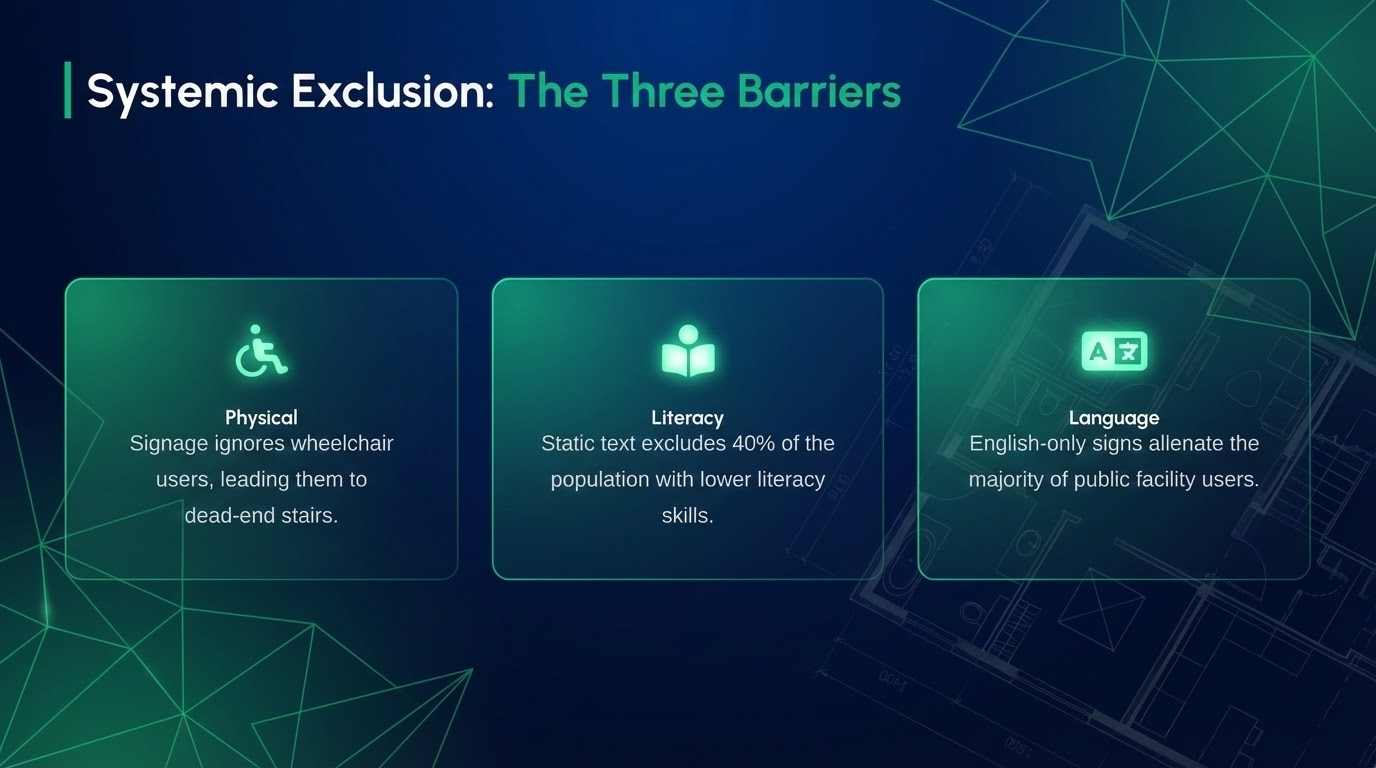 Systemic Exclusion: The Three Barriers
Physical
Signage ignores wheelchair
users, leading them to
dead-end stairs.
Literacy
Static text excludes 40% of the
population with lower literacy
skills.
Language
English-only signs allenate the
majority of public facility users.
1400